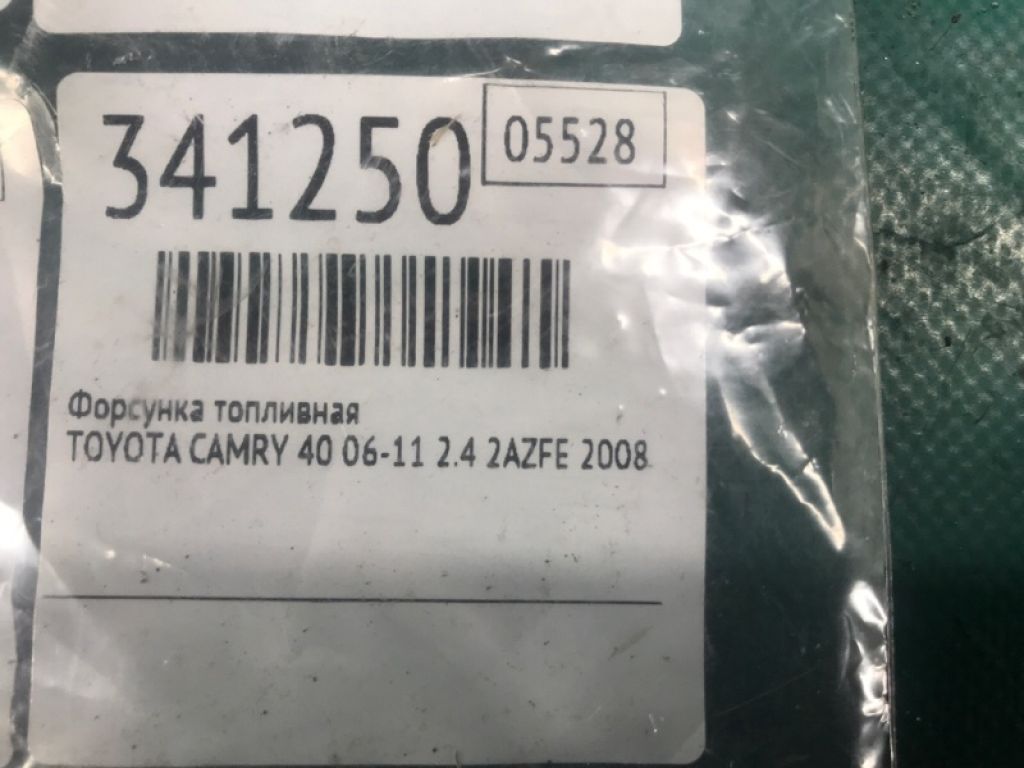 341250
05528
Форсунка топливная
TOYOTA CAMRY 40 06-11 2.4 2AZFE 2008